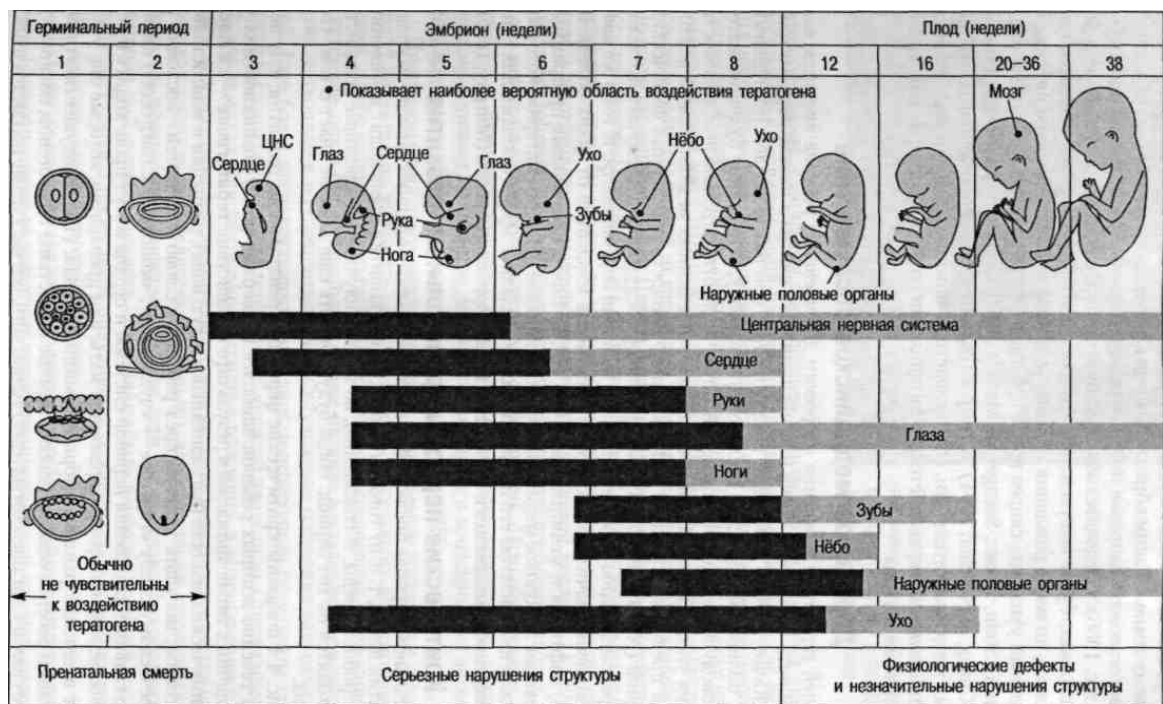 Герминальный период
Эмбрион (недели)
Плод (недели)
1
2
3
4
5
6
7
8
12
16
20–36
38
• Показывает наиболее вероятную область воздействия тератогена
Мозг
ЦНС
Сердце
Глаз
Сердце
Глаз
Ухо
Нёбо
Ухо
Рука
Зубы
Нога
Наружные половые органы
Центральная нервная система
Сердце
Руки
Глаза
Ноги
Зубы
Нёбо
Наружные половые органы
Ухо
Обычно
не чувствительны
к воздействию
тератогена
Пренатальная смерть
Серьезные нарушения структуры
Физиологические дефекты
и незначительные нарушения структуры